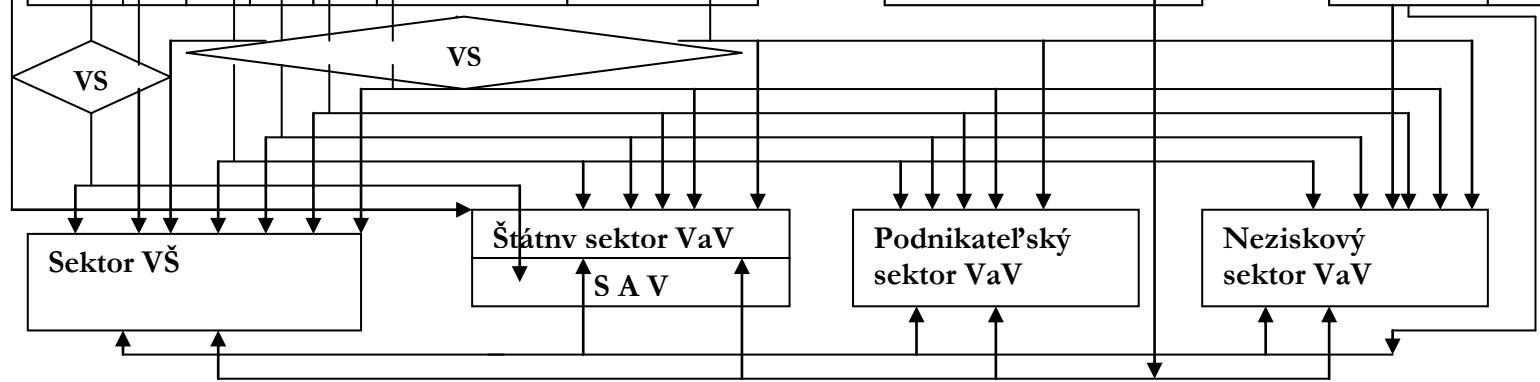 VS
VS
Sektor VŠ
Štátnv sektor VaV
S A V
Podnikateľský
sektor VaV
Neziskový
sektor VaV